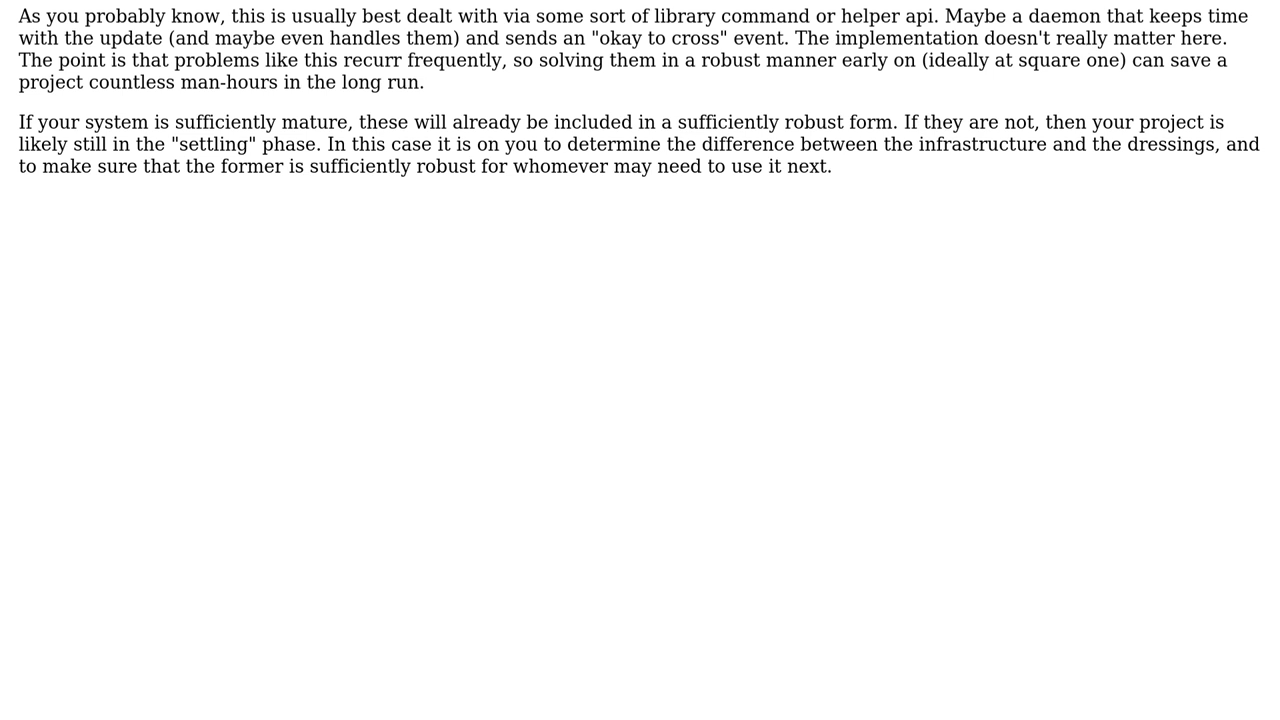 As you probably know, this is usually best dealt with via some sort of library command or helper api. Maybe a daemon that keeps time
with the update (and maybe even handles them) and sends an "okay to cross" event. The implementation doesn't really matter here.
The point is that problems like this recurr frequently, so solving them in a robust manner early on (ideally at square one) can save a
project countless man-hours in the long run.
If your system is sufficiently mature, these will already be included in a sufficiently robust form. If they are not, then your project is
likely still in the "settling" phase. In this case it is on you to determine the difference between the infrastructure and the dressings, and
to make sure that the former is sufficiently robust for whomever may need to use it next.